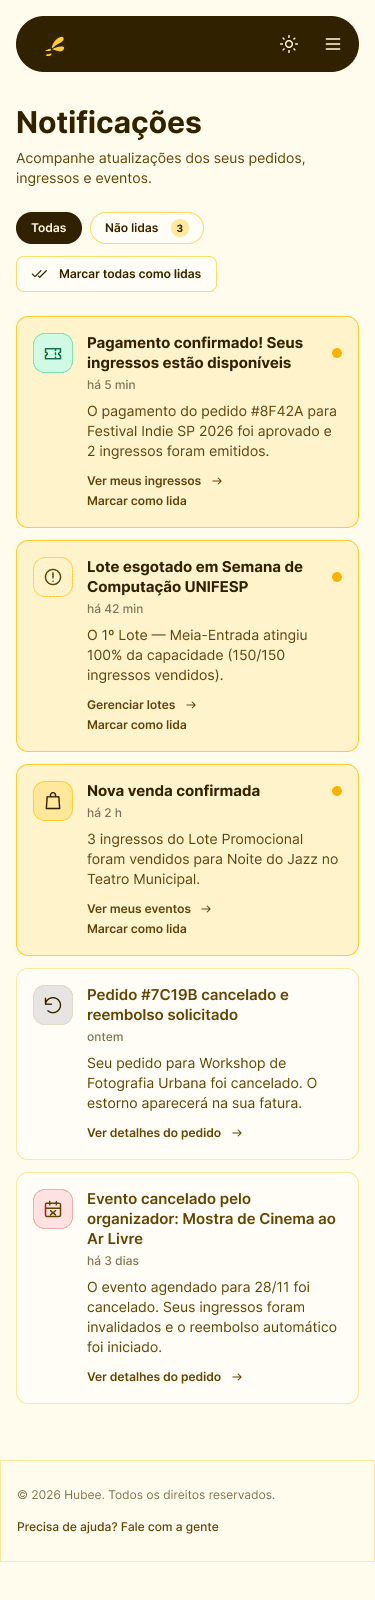 Notificações
Acompanhe atualizações dos seus pedidos,
ingressos e eventos.
Todas
Não lidas 3
Marcar todas como lidas
Pagamento confirmado! Seus
ingressos estão disponíveis
há 5 min
O pagamento do pedido #8F42A para
Festival Indie SP 2026 foi aprovado e
2 ingressos foram emitidos.
Ver meus ingressos →
Marcar como lida
Lote esgotado em Semana de
Computação UNIFESP
há 42 min
O 1º Lote — Meia-Entrada atingiu
100% da capacidade (150/150
ingressos vendidos).
Gerenciar lotes →
Marcar como lida
Nova venda confirmada
há 2 h
3 ingressos do Lote Promocional
foram vendidos para Noite do Jazz no
Teatro Municipal.
Ver meus eventos →
Marcar como lida
Pedido #7C19B cancelado e
reembolso solicitado
ontem
Seu pedido para Workshop de
Fotografia Urbana foi cancelado. O
estorno aparecerá na sua fatura.
Ver detalhes do pedido →
Evento cancelado pelo
organizador: Mostra de Cinema ao
Ar Livre
há 3 dias
O evento agendado para 28/11 foi
cancelado. Seus ingressos foram
invalidados e o reembolso automático
foi iniciado.
Ver detalhes do pedido →
© 2026 Hubee. Todos os direitos reservados.
Precisa de ajuda? Fale com a gente